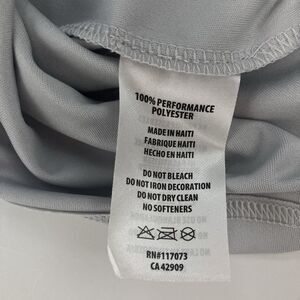 100% PERFORMANCE
POLYESTER
MADE IN HAITI
FABRIQUE HAITI
HECHO EN HAITI
DO NOT BLEACH
DO NOT IRON DECORATION
DO NOT DRY CLEAN
NO SOFTENERS
RN#117073
CA 42909